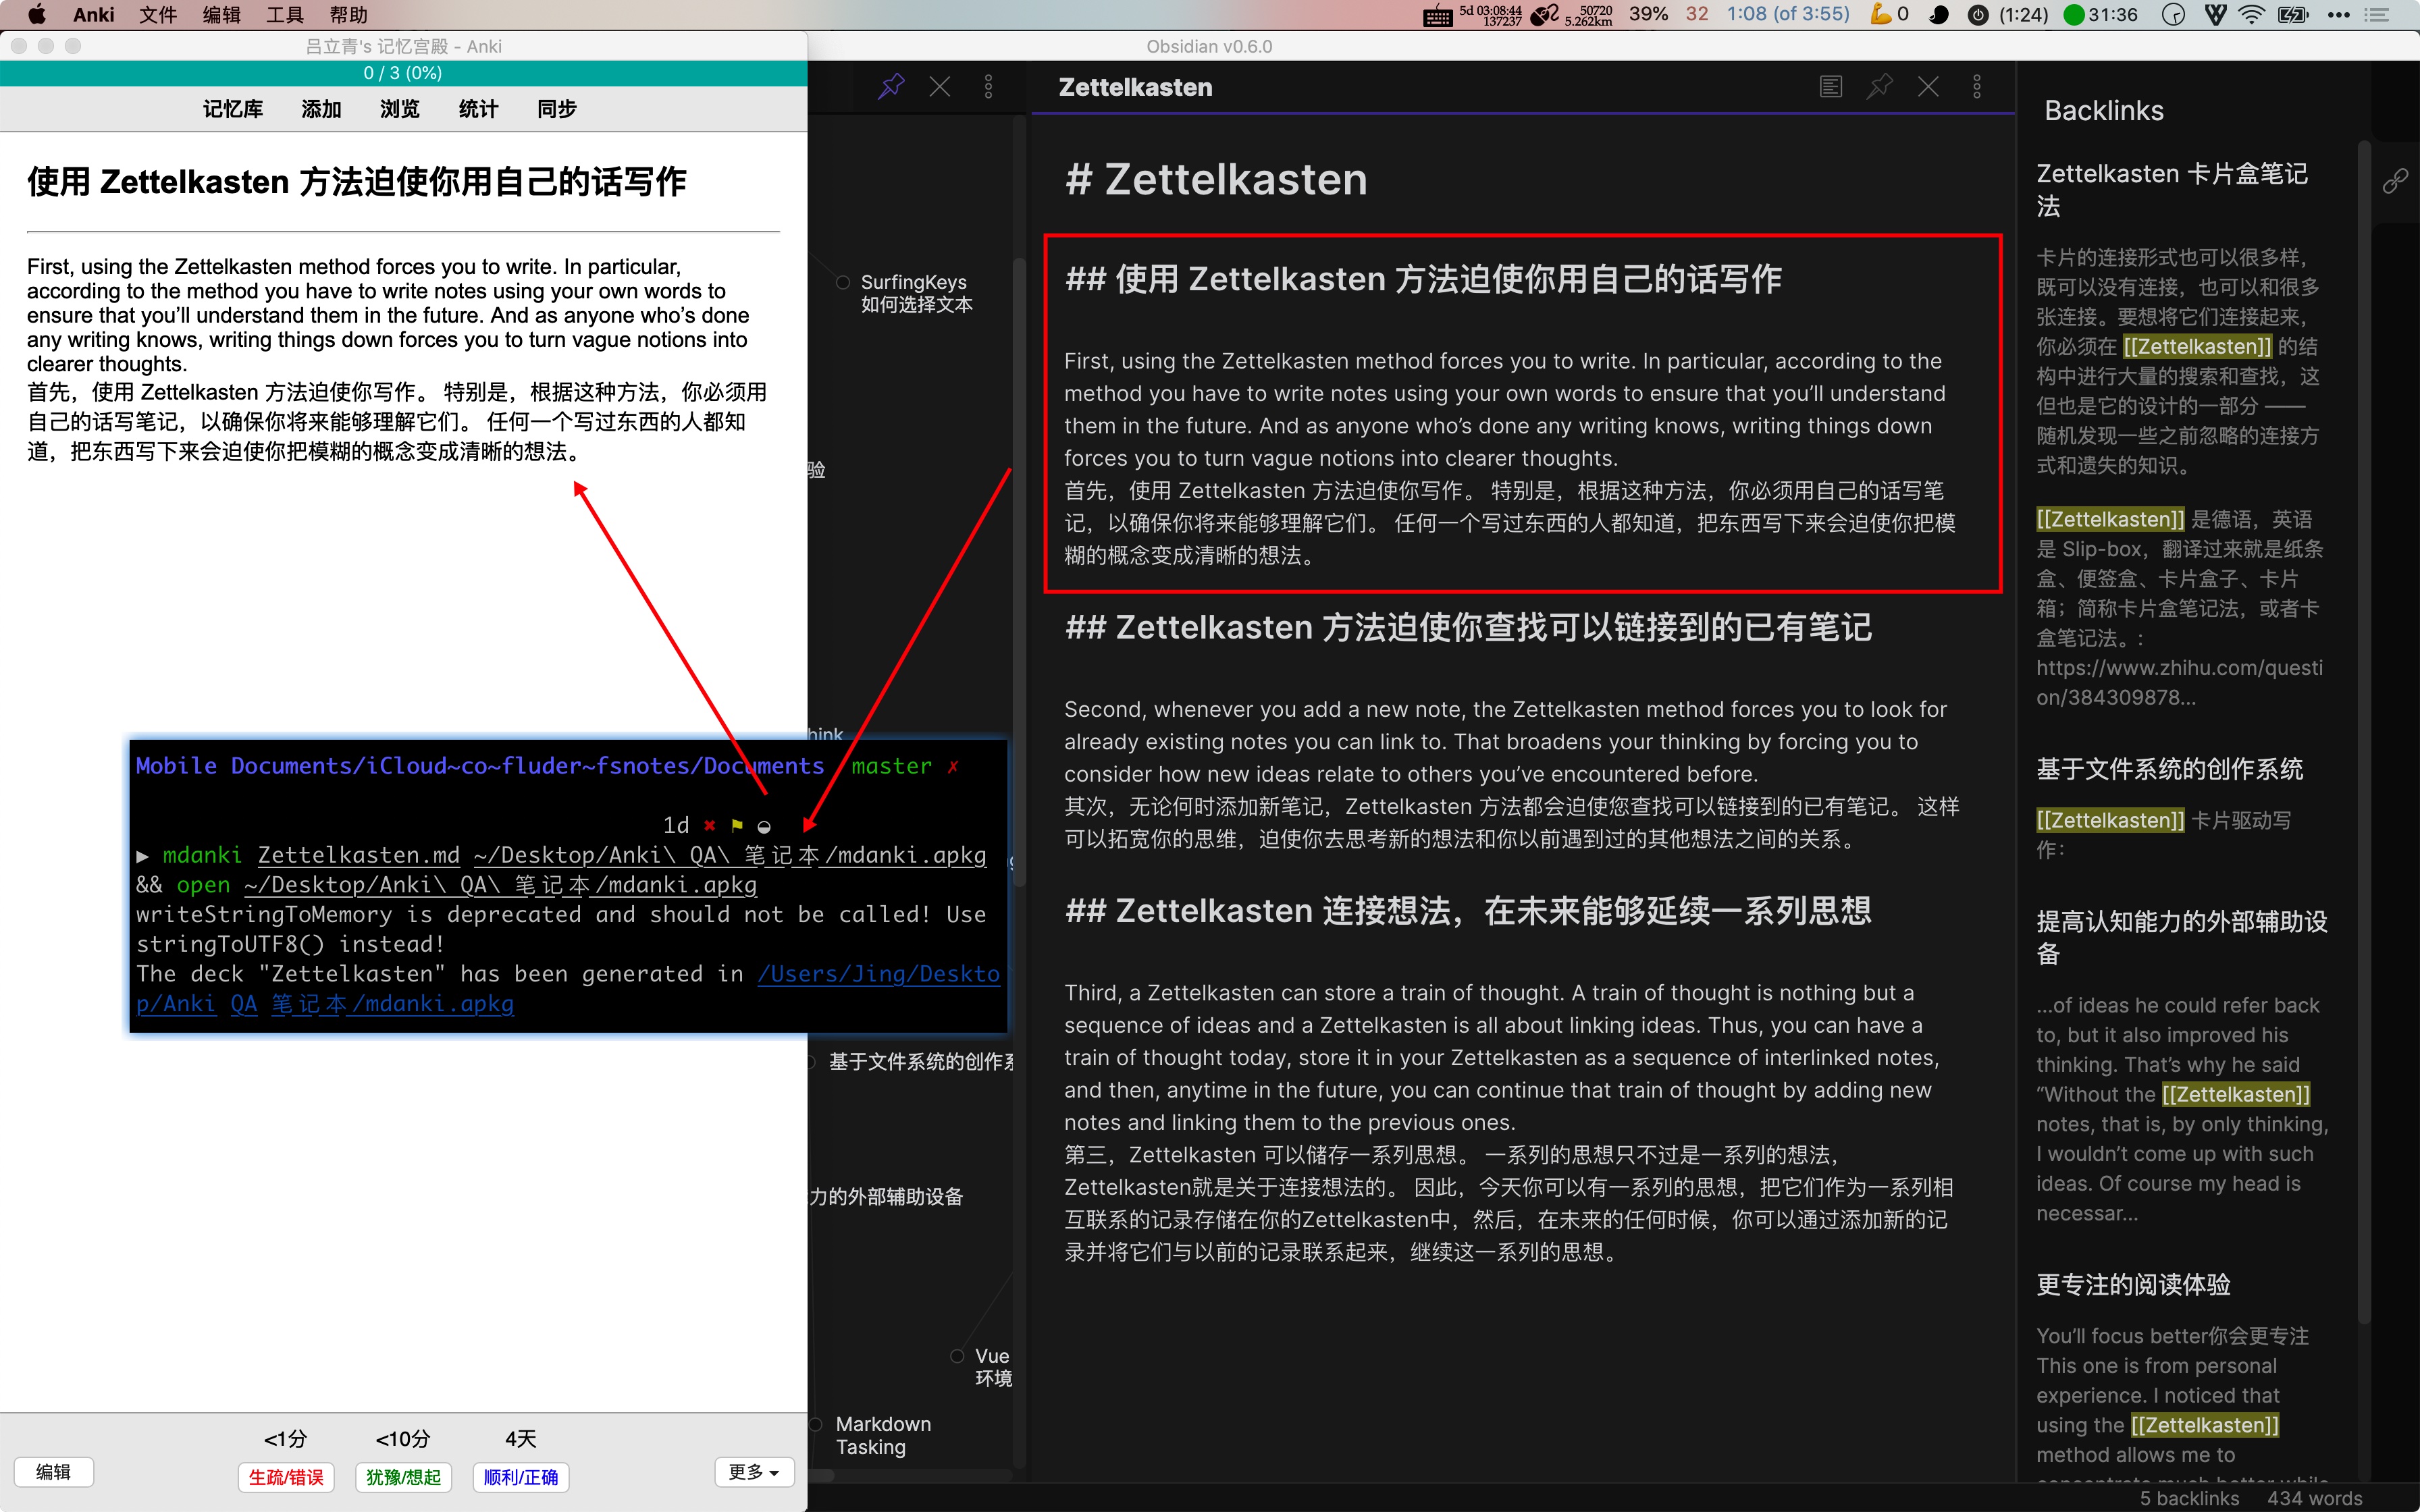 Anki 文件 编辑 工具 帮助
5d 03:08:44
137237
50720
5.262km
39% 32 1:08 (of 3:55) 0 (1:24) 31:36
吕立青's 记忆宫殿 - Anki
Obsidian v0.6.0
0 / 3 (0%)
记忆库 添加 浏览 统计 同步
使用 Zettelkasten 方法迫使你用自己的话写作
First, using the Zettelkasten method forces you to write. In particular,
according to the method you have to write notes using your own words to
ensure that you’ll understand them in the future. And as anyone who’s done
any writing knows, writing things down forces you to turn vague notions into
clearer thoughts.
首先，使用 Zettelkasten 方法迫使你写作。 特别是，根据这种方法，你必须用
自己的话写笔记，以确保你将来能够理解它们。 任何一个写过东西的人都知
道，把东西写下来会迫使你把模糊的概念变成清晰的想法。
Mobile Documents/iCloud~co~fluder~fsnotes/Documents master ✗
1d ✖ ⚑ ◒
▶ mdanki Zettelkasten.md ~/Desktop/Anki\ QA\ 笔记本/mdanki.apkg
&& open ~/Desktop/Anki\ QA\ 笔记本/mdanki.apkg
writeStringToMemory is deprecated and should not be called! Use
stringToUTF8() instead!
The deck "Zettelkasten" has been generated in /Users/Jing/Deskto
p/Anki QA 笔记本/mdanki.apkg
<1分 <10分 4天
编辑 生疏/错误 犹豫/想起 顺利/正确 更多
SurfingKeys
如何选择文本
验
hink
基于文件系统的创作系
力的外部辅助设备
Vue
环境
Markdown
Tasking
Zettelkasten
# Zettelkasten
## 使用 Zettelkasten 方法迫使你用自己的话写作
First, using the Zettelkasten method forces you to write. In particular, according to the
method you have to write notes using your own words to ensure that you’ll understand
them in the future. And as anyone who’s done any writing knows, writing things down
forces you to turn vague notions into clearer thoughts.
首先，使用 Zettelkasten 方法迫使你写作。 特别是，根据这种方法，你必须用自己的话写笔
记，以确保你将来能够理解它们。 任何一个写过东西的人都知道，把东西写下来会迫使你把模
糊的概念变成清晰的想法。
## Zettelkasten 方法迫使你查找可以链接到的已有笔记
Second, whenever you add a new note, the Zettelkasten method forces you to look for
already existing notes you can link to. That broadens your thinking by forcing you to
consider how new ideas relate to others you’ve encountered before.
其次，无论何时添加新笔记，Zettelkasten 方法都会迫使您查找可以链接到的已有笔记。 这样
可以拓宽你的思维，迫使你去思考新的想法和你以前遇到过的其他想法之间的关系。
## Zettelkasten 连接想法，在未来能够延续一系列思想
Third, a Zettelkasten can store a train of thought. A train of thought is nothing but a
sequence of ideas and a Zettelkasten is all about linking ideas. Thus, you can have a
train of thought today, store it in your Zettelkasten as a sequence of interlinked notes,
and then, anytime in the future, you can continue that train of thought by adding new
notes and linking them to the previous ones.
第三，Zettelkasten 可以储存一系列思想。 一系列的思想只不过是一系列的想法，
Zettelkasten就是关于连接想法的。 因此，今天你可以有一系列的思想，把它们作为一系列相
互联系的记录存储在你的Zettelkasten中，然后，在未来的任何时候，你可以通过添加新的记
录并将它们与以前的记录联系起来，继续这一系列的思想。
Backlinks
Zettelkasten 卡片盒笔记
法
卡片的连接形式也可以很多样，
既可以没有连接，也可以和很多
张连接。要想将它们连接起来，
你必须在 [[Zettelkasten]] 的结
构中进行大量的搜索和查找，这
但也是它的设计的一部分 ——
随机发现一些之前忽略的连接方
式和遗失的知识。
[[Zettelkasten]] 是德语，英语
是 Slip-box，翻译过来就是纸条
盒、便签盒、卡片盒子、卡片
箱；简称卡片盒笔记法，或者卡
盒笔记法。:
https://www.zhihu.com/questi
on/384309878...
基于文件系统的创作系统
[[Zettelkasten]] 卡片驱动写
作：
提高认知能力的外部辅助设
备
...of ideas he could refer back
to, but it also improved his
thinking. That’s why he said
“Without the [[Zettelkasten]]
notes, that is, by only thinking,
I wouldn’t come up with such
ideas. Of course my head is
necessar...
更专注的阅读体验
You’ll focus better你会更专注
This one is from personal
experience. I noticed that
using the [[Zettelkasten]]
method allows me to
concentrate much better while
5 backlinks 434 words